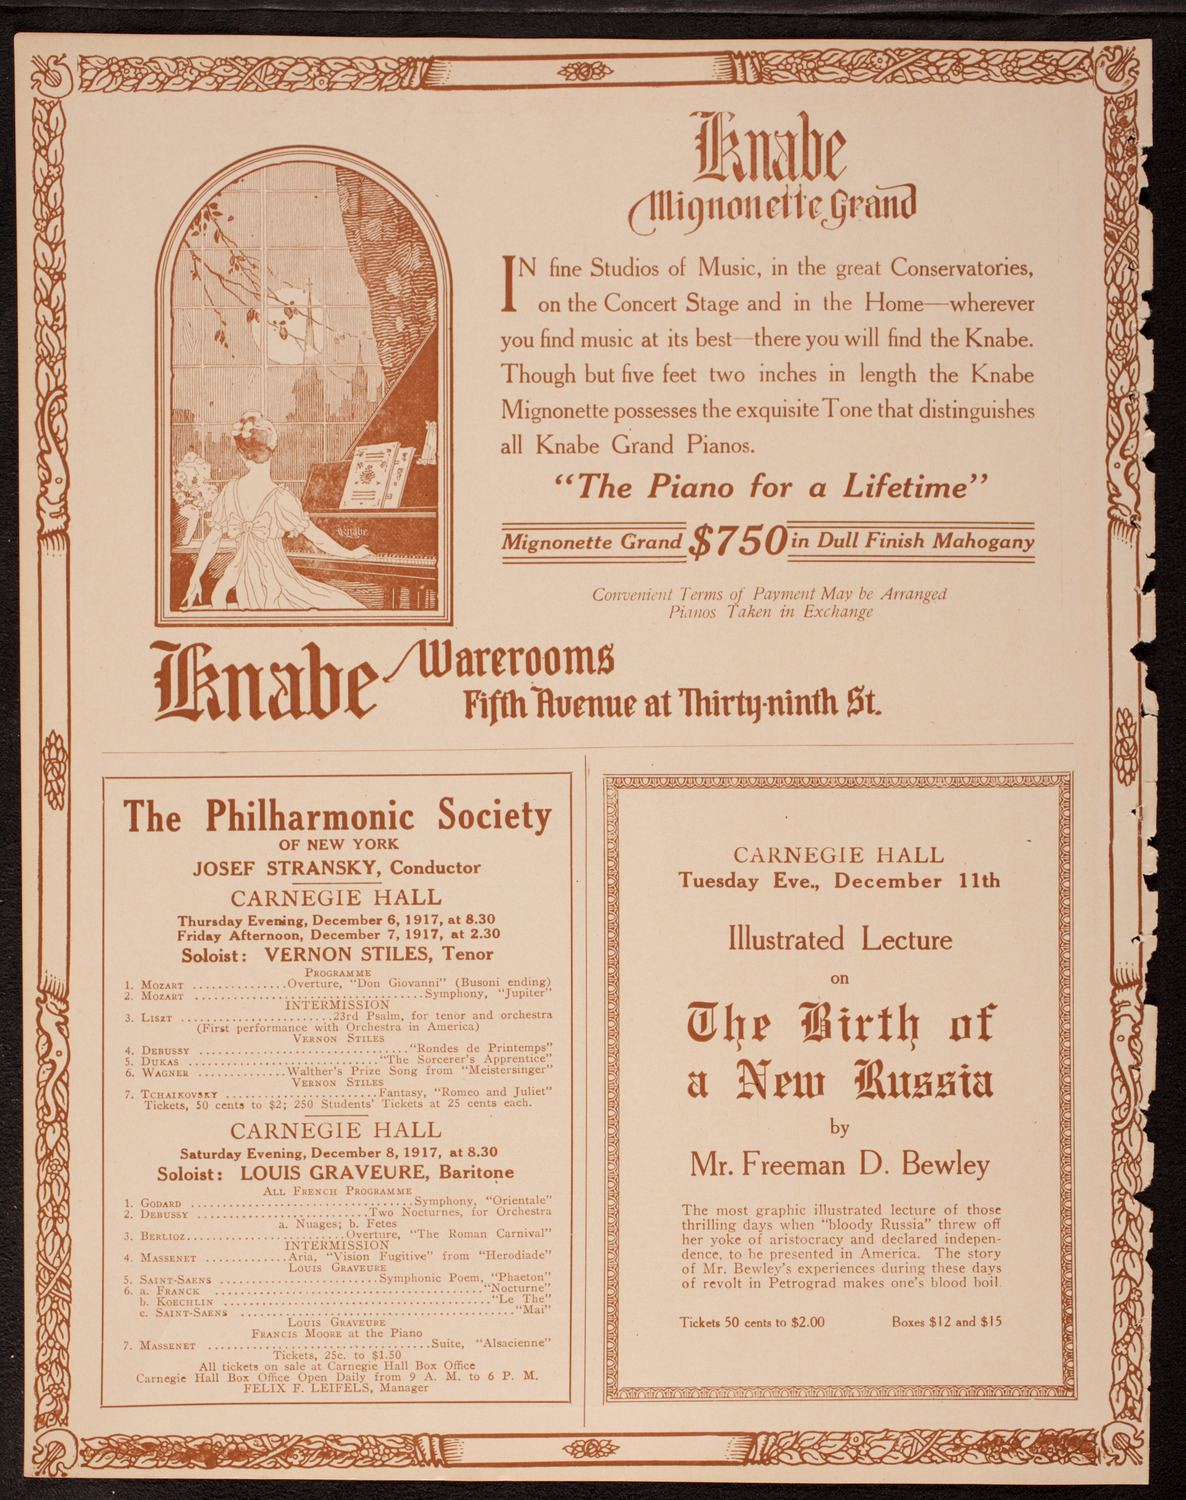 Knabe
Mignonette Grand
IN fine Studios of Music, in the great Conservatories,
on the Concert Stage and in the Home—wherever
you find music at its best—there you will find the Knabe.
Though but five feet two inches in length the Knabe
Mignonette possesses the exquisite Tone that distinguishes
all Knabe Grand Pianos.
"The Piano for a Lifetime"
Mignonette Grand $750 in Dull Finish Mahogany
Convenient Terms of Payment May be Arranged
Pianos Taken in Exchange
Knabe
Knabe Warerooms
Fifth Avenue at Thirty-ninth St.
The Philharmonic Society
OF NEW YORK
JOSEF STRANSKY, Conductor
CARNEGIE HALL
Thursday Evening, December 6, 1917, at 8.30
Friday Afternoon, December 7, 1917, at 2.30
Soloist: VERNON STILES, Tenor
PROGRAMME
1. MOZART ..............Overture, "Don Giovanni" (Busoni ending)
2. MOZART ..................................Symphony, "Jupiter"
INTERMISSION
3. LISZT .......................23rd Psalm, for tenor and orchestra
(First performance with Orchestra in America)
VERNON STILES
4. DEBUSSY ..............................."Rondes de Printemps"
5. DUKAS ............................"The Sorcerer's Apprentice"
6. WAGNER .............Walther's Prize Song from "Meistersinger"
VERNON STILES
7. TCHAIKOVSKY .......................Fantasy, "Romeo and Juliet"
Tickets, 50 cents to $2; 250 Students' Tickets at 25 cents each.
CARNEGIE HALL
Saturday Evening, December 8, 1917, at 8.30
Soloist: LOUIS GRAVEURE, Baritone
ALL FRENCH PROGRAMME
1. GODARD .................................Symphony, "Orientale"
2. DEBUSSY .........................Two Nocturnes, for Orchestra
a. Nuages; b. Fetes
3. BERLIOZ........................Overture, "The Roman Carnival"
INTERMISSION
4. MASSENET .............Aria, "Vision Fugitive" from "Herodiade"
LOUIS GRAVEURE
5. SAINT-SAENS ........................Symphonic Poem, "Phaeton"
6. a. FRANCK ........................................"Nocturne"
b. KOECHLIN ........................................"Le The"
c. SAINT-SAENS ........................................"Mai"
LOUIS GRAVEURE
FRANCIS MOORE at the Piano
7. MASSENET .................................Suite, "Alsacienne"
Tickets, 25c. to $1.50
All tickets on sale at Carnegie Hall Box Office
Carnegie Hall Box Office Open Daily from 9 A. M. to 6 P. M.
FELIX F. LEIFELS, Manager
CARNEGIE HALL
Tuesday Eve., December 11th
Illustrated Lecture
on
The Birth of
a New Russia
by
Mr. Freeman D. Bewley
The most graphic illustrated lecture of those
thrilling days when "bloody Russia" threw off
her yoke of aristocracy and declared indepen-
dence, to be presented in America. The story
of Mr. Bewley's experiences during these days
of revolt in Petrograd makes one's blood boil.
Tickets 50 cents to $2.00 Boxes $12 and $15